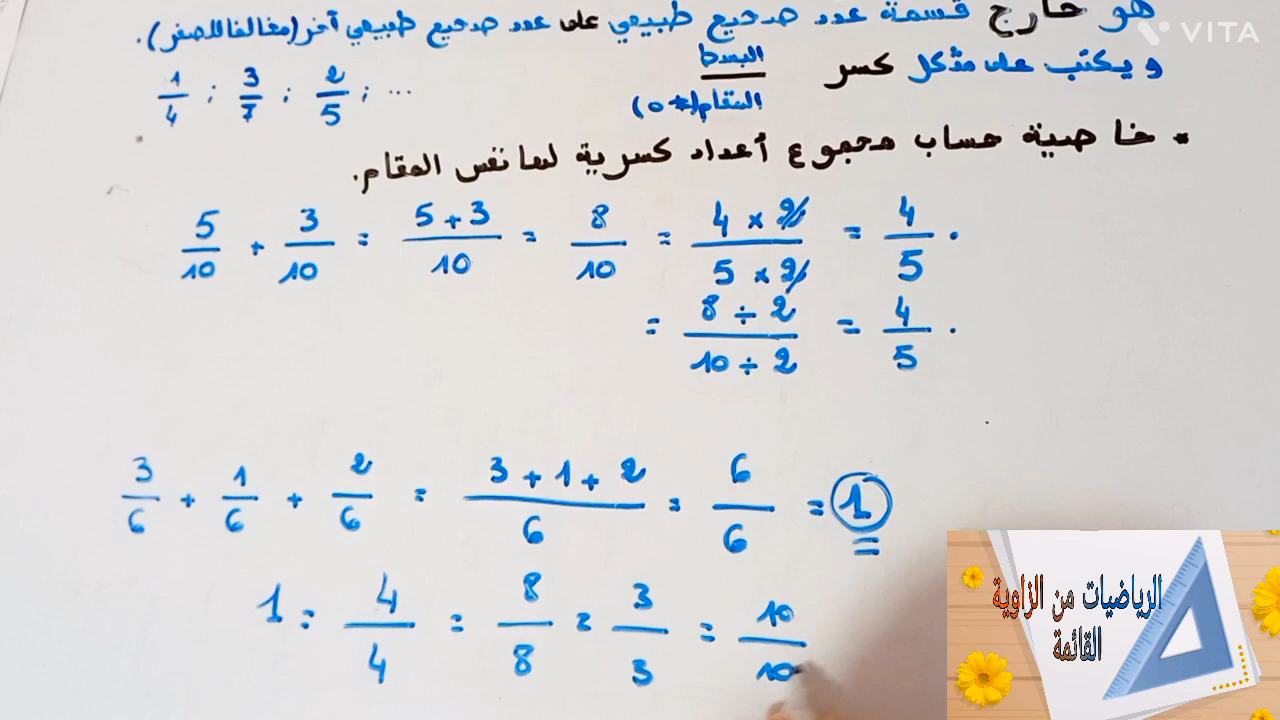 هو خارج قسمة عدد صحيح طبيعي على عدد صحيح طبيعي آخر (مخالف للصفر).
و يكتب على شكل كسر البسط / المقام (≠ 0)
1/4 ; 3/7 ; 2/5 ; ...
* خاصية حساب مجموع أعداد كسرية لها نفس المقام.
5/10 + 3/10 = (5 + 3)/10 = 8/10 = (4 × 2)/(5 × 2) = 4/5 .
= (8 ÷ 2)/(10 ÷ 2) = 4/5 .
3/6 + 1/6 + 2/6 = (3 + 1 + 2)/6 = 6/6 = 1
1 = 4/4 = 8/8 = 3/3 = 10/10
VITA
الرياضيات من الزاوية
القائمة